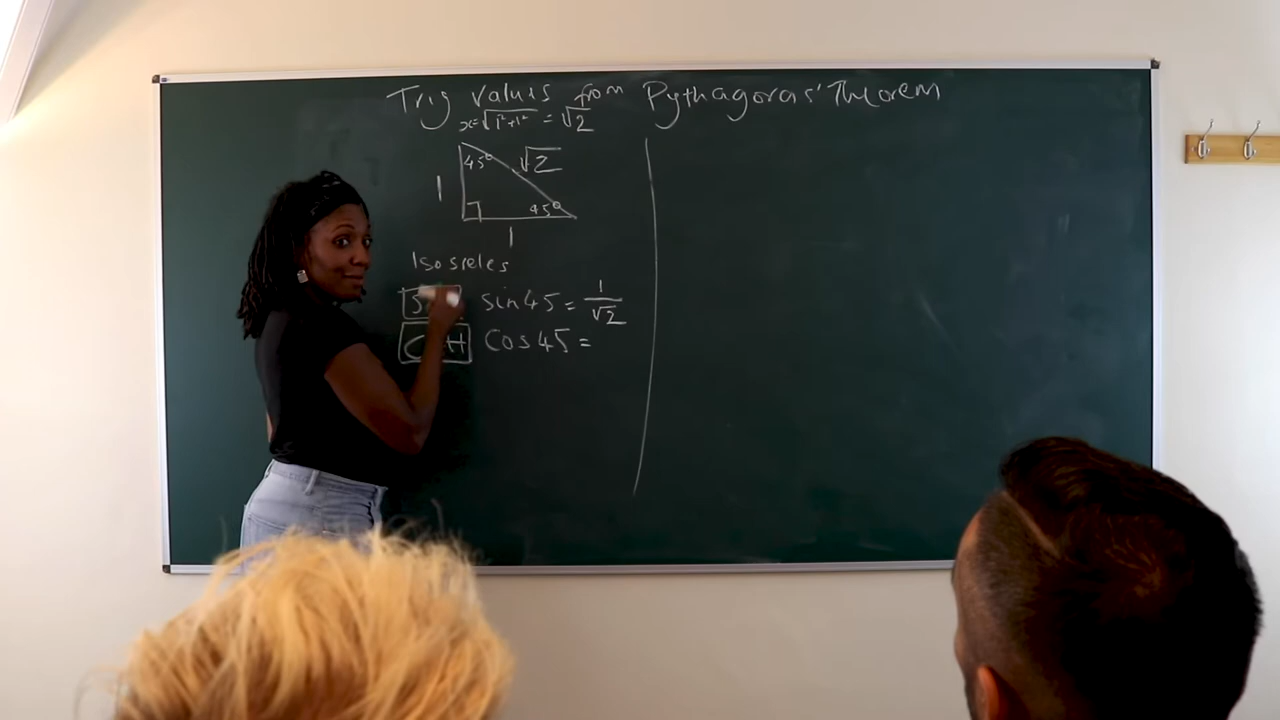 Trig values from Pythagoras' Theorem
x=√1²+1² = √2
45° √2
1
45°
1
Isosceles
sin45 = 1/√2
Cos45 =